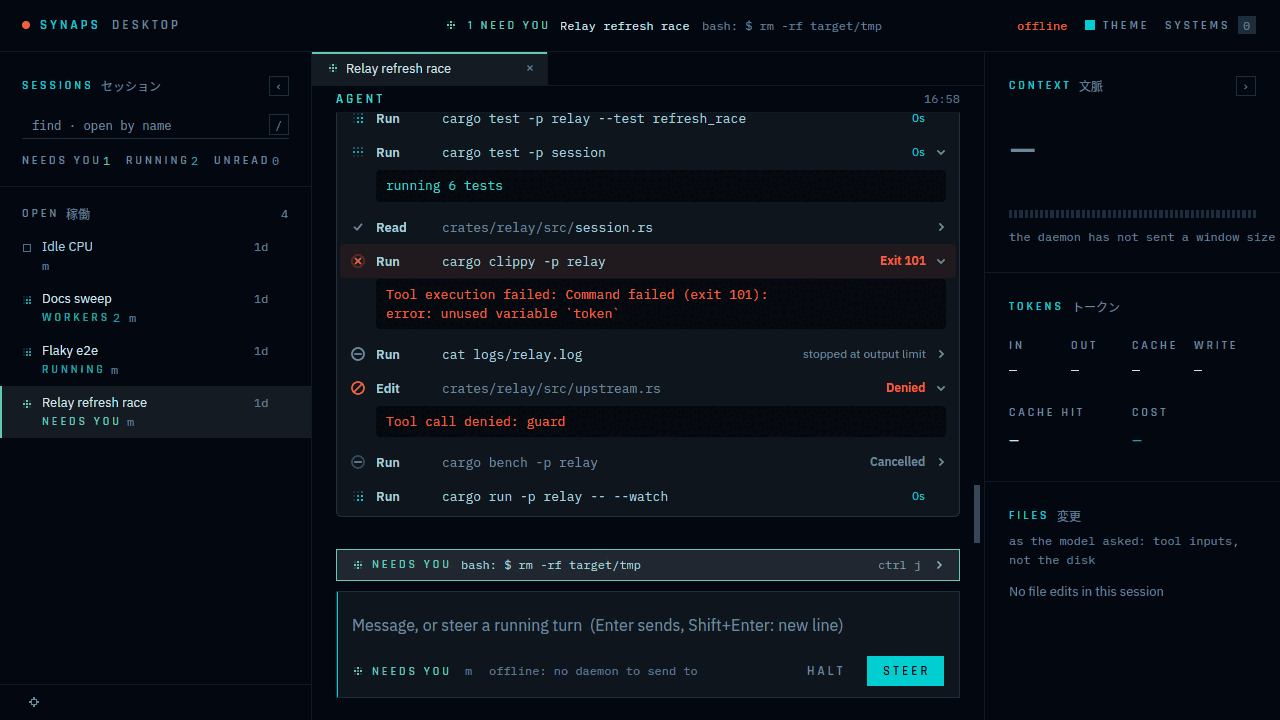 SYNAPS DESKTOP
1 NEED YOU Relay refresh race bash: $ rm -rf target/tmp
offline THEME SYSTEMS 0
SESSIONS セッション ‹
find · open by name /
NEEDS YOU 1 RUNNING 2 UNREAD 0
OPEN 稼働 4
Idle CPU 1d
m
Docs sweep 1d
WORKERS 2 m
Flaky e2e 1d
RUNNING m
Relay refresh race 1d
NEEDS YOU m
Relay refresh race ×
AGENT 16:58
Run cargo test -p relay --test refresh_race 0s
Run cargo test -p session 0s
running 6 tests
Read crates/relay/src/session.rs
Run cargo clippy -p relay Exit 101
Tool execution failed: Command failed (exit 101):
error: unused variable `token`
Run cat logs/relay.log stopped at output limit
Edit crates/relay/src/upstream.rs Denied
Tool call denied: guard
Run cargo bench -p relay Cancelled
Run cargo run -p relay -- --watch 0s
NEEDS YOU bash: $ rm -rf target/tmp ctrl j
Message, or steer a running turn (Enter sends, Shift+Enter: new line)
NEEDS YOU m offline: no daemon to send to HALT STEER
CONTEXT 文脈 ›
—
the daemon has not sent a window size
TOKENS トークン
IN OUT CACHE WRITE
— — — —
CACHE HIT COST
— —
FILES 変更
as the model asked: tool inputs,
not the disk
No file edits in this session